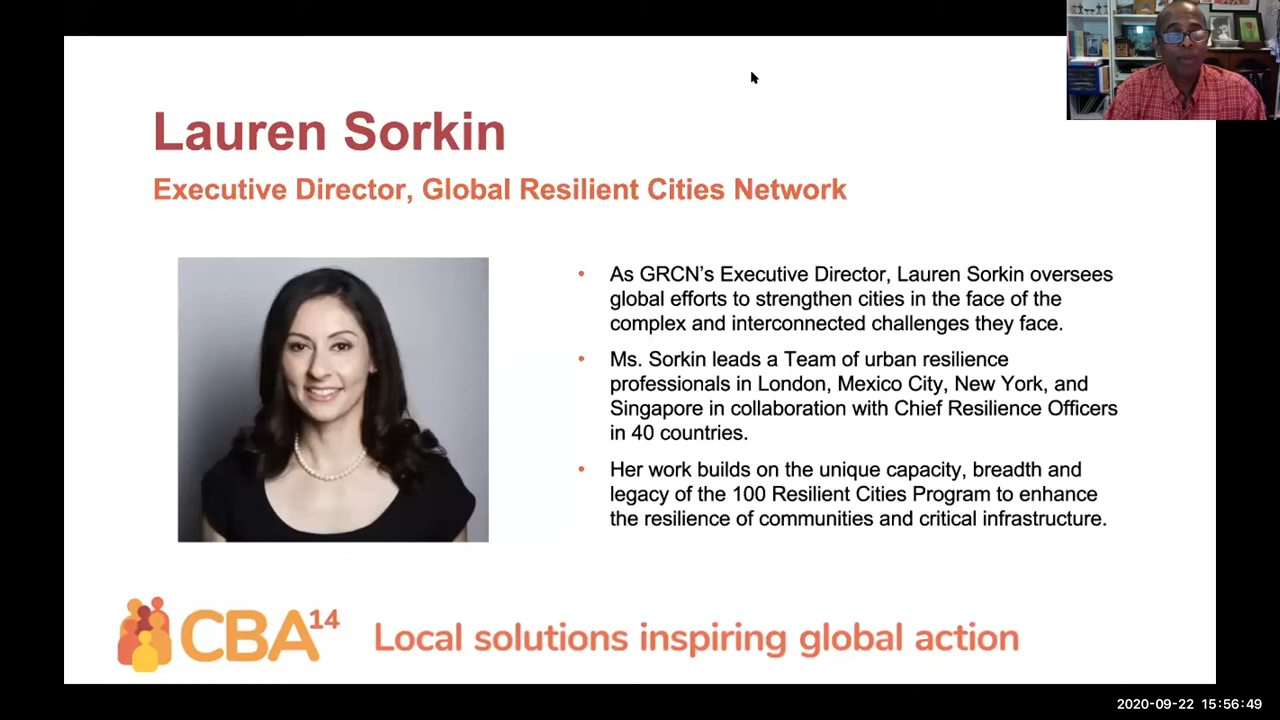 Lauren Sorkin
Executive Director, Global Resilient Cities Network
• As GRCN’s Executive Director, Lauren Sorkin oversees
global efforts to strengthen cities in the face of the
complex and interconnected challenges they face.
• Ms. Sorkin leads a Team of urban resilience
professionals in London, Mexico City, New York, and
Singapore in collaboration with Chief Resilience Officers
in 40 countries.
• Her work builds on the unique capacity, breadth and
legacy of the 100 Resilient Cities Program to enhance
the resilience of communities and critical infrastructure.
CBA14 Local solutions inspiring global action
2020-09-22 15:56:49